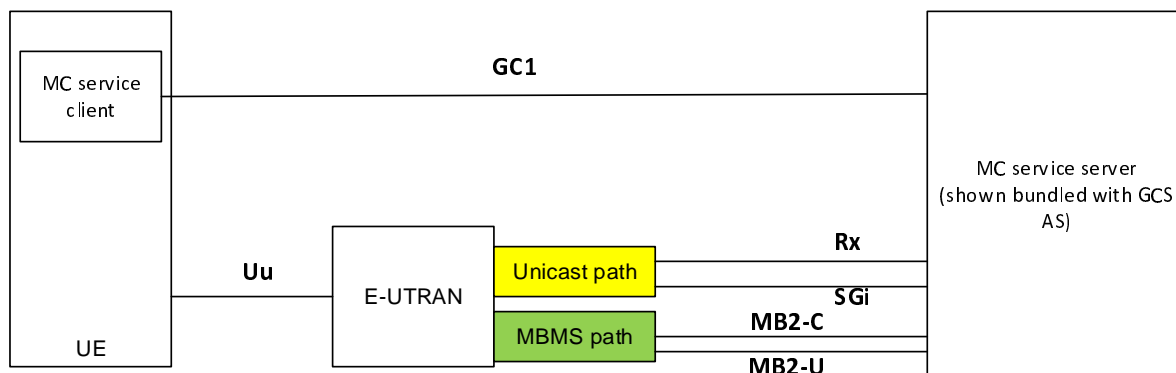 GC1
MC service
client
MC service server
(shown bundled with GCS
AS)
Rx
Uu
Unicast path
E-UTRAN
SGi
MB2-C
MBMS path
UE
MB2-U